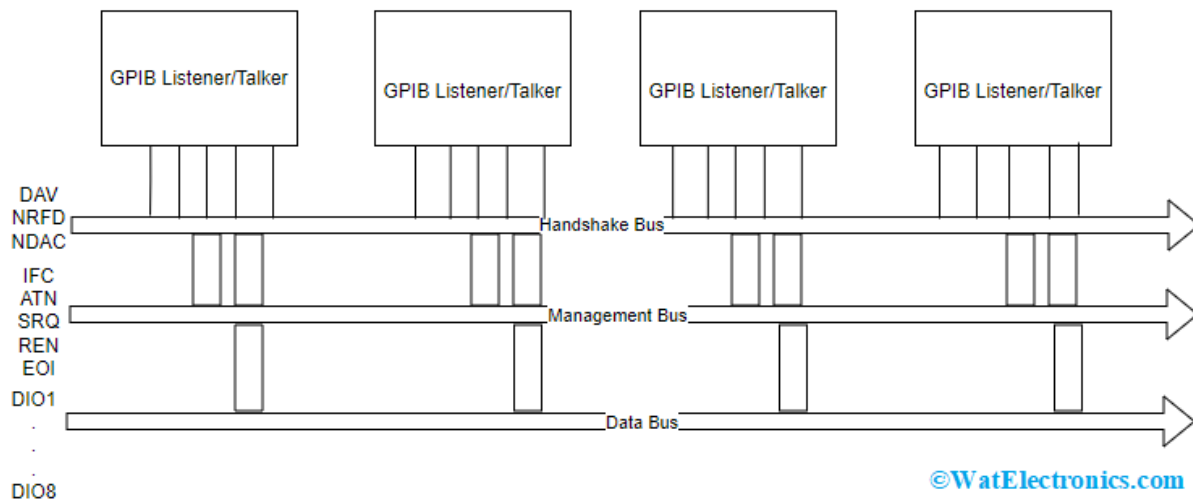 GPIB Listener/Talker
GPIB Listener/Talker
GPIB Listener/Talker
GPIB Listener/Talker
DAV
NRFD
NDAC
Handshake Bus
IFC
ATN
SRQ
REN
EOI
Management Bus
DIO1
.
.
.
DIO8
Data Bus
©WatElectronics.com